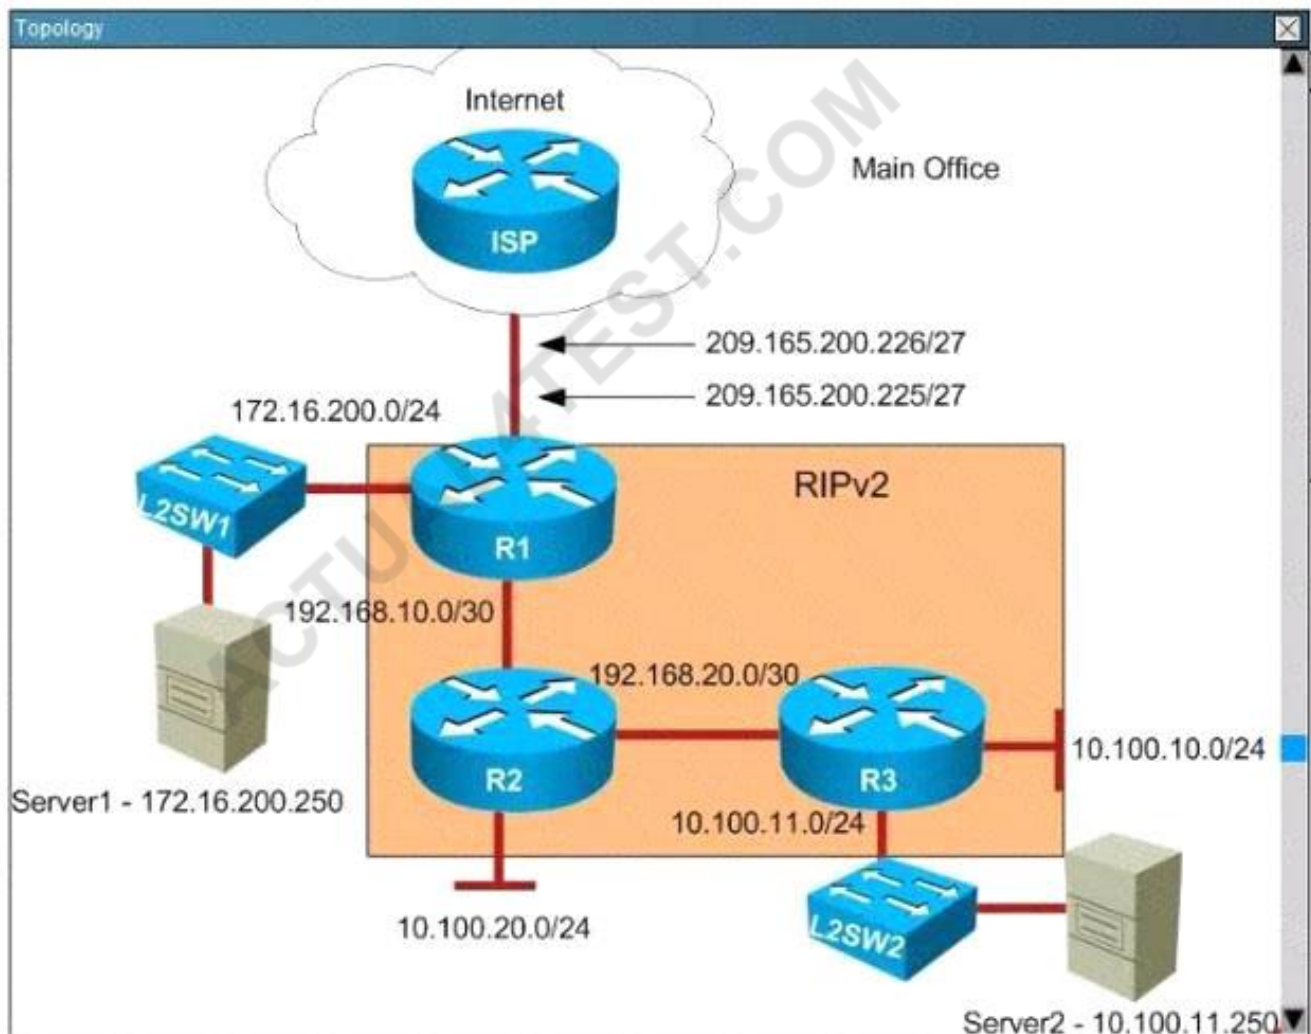 Topology
Internet
Main Office
ISP
209.165.200.226/27
209.165.200.225/27
172.16.200.0/24
RIPv2
L2SW1
R1
192.168.10.0/30
192.168.20.0/30
R2
R3
10.100.10.0/24
Server1 - 172.16.200.250
10.100.11.0/24
10.100.20.0/24
L2SW2
Server2 - 10.100.11.250